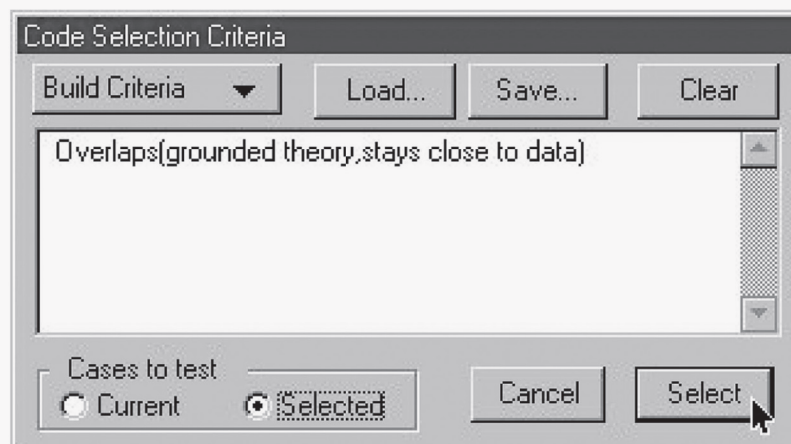 Code Selection Criteria
Build Criteria Load... Save... Clear
Overlaps(grounded theory,stays close to data)
Cases to test
Current Selected Cancel Select